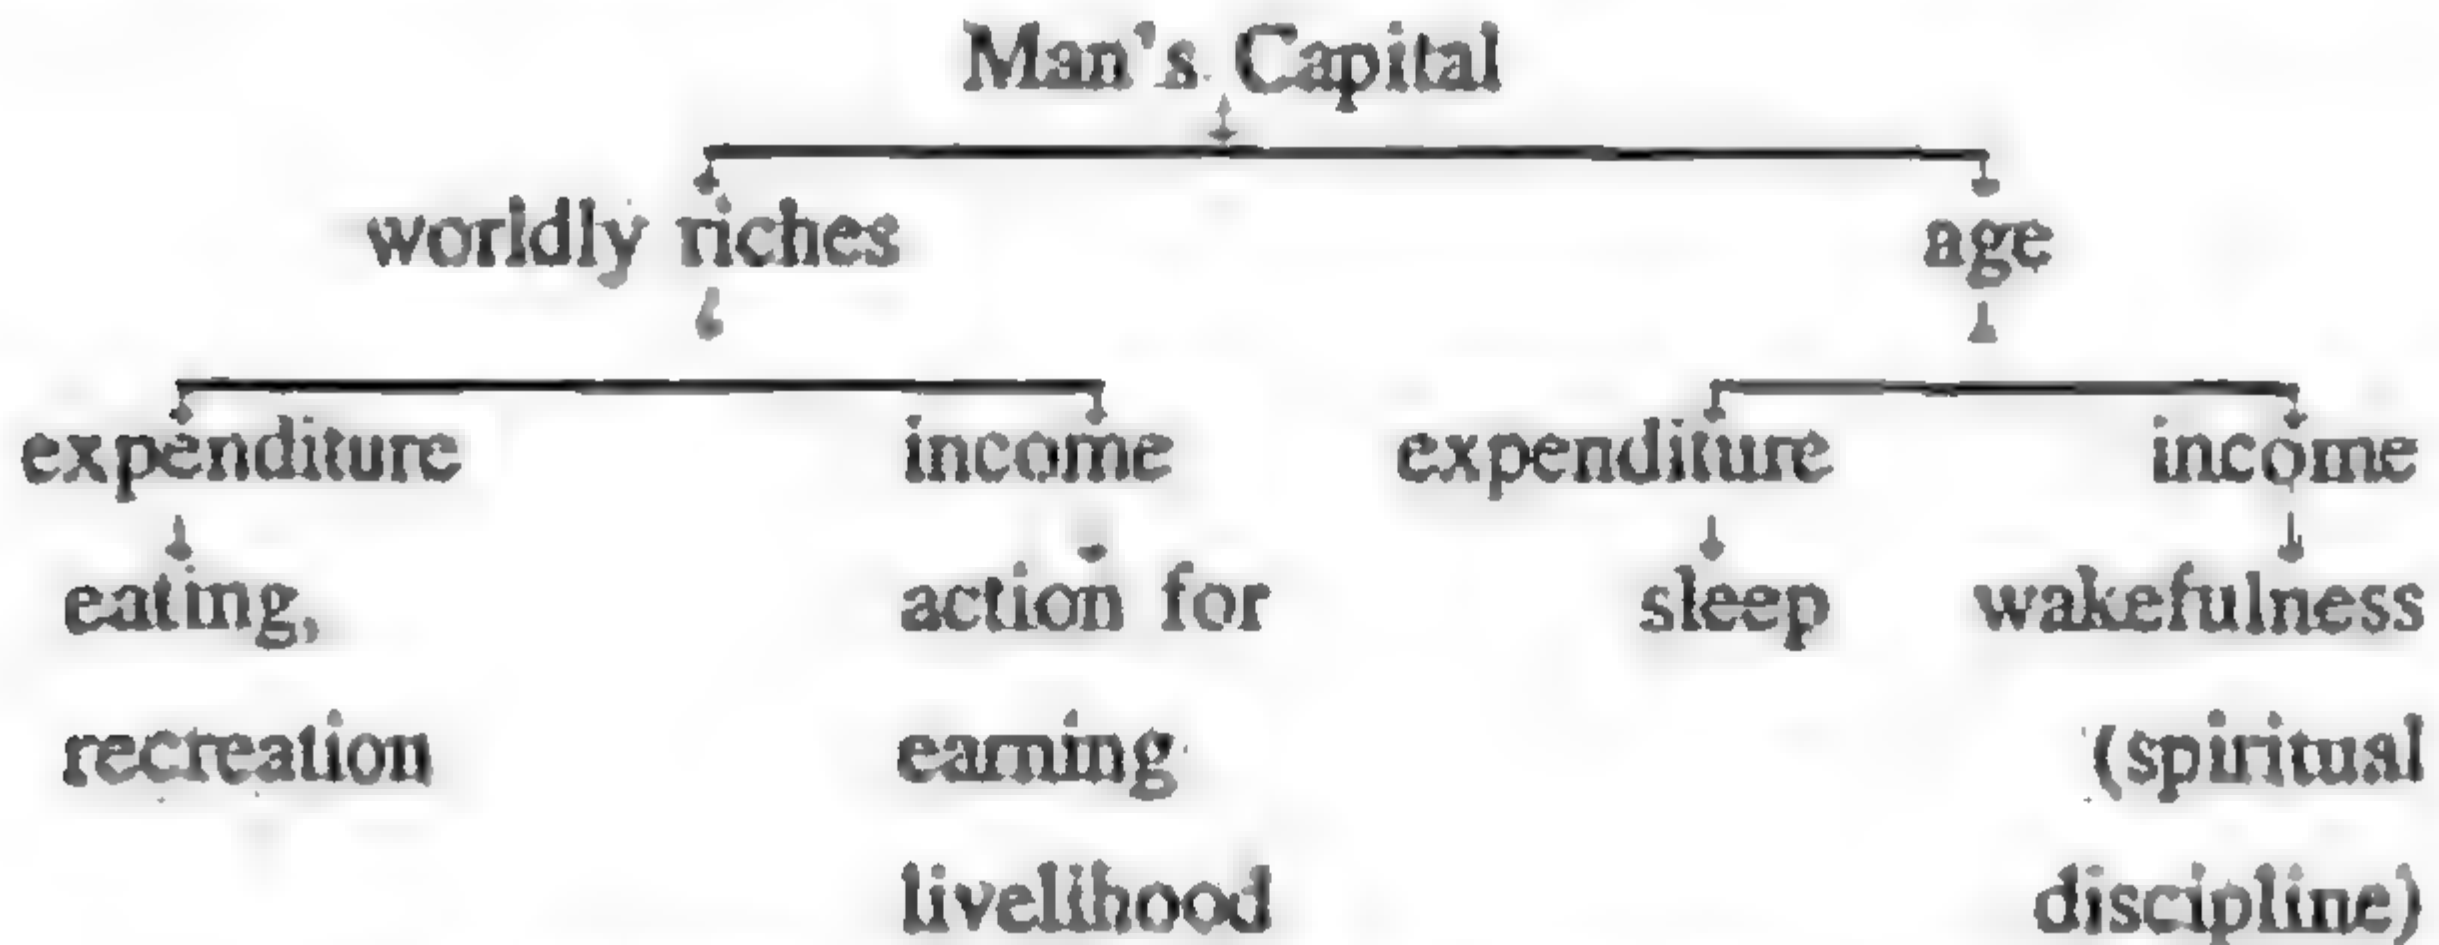 Man's Capital
worldly riches age
expenditure income expenditure income
eating, action for sleep wakefulness
recreation earning (spiritual
livelihood discipline)